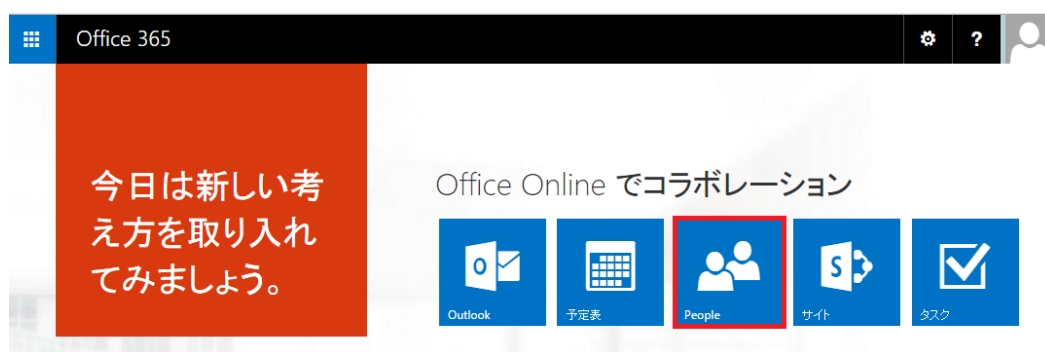 Office 365
?
今日は新しい考
え方を取り入れ
てみましょう。
Office Online でコラボレーション
Outlook
予定表
People
サイト
タスク